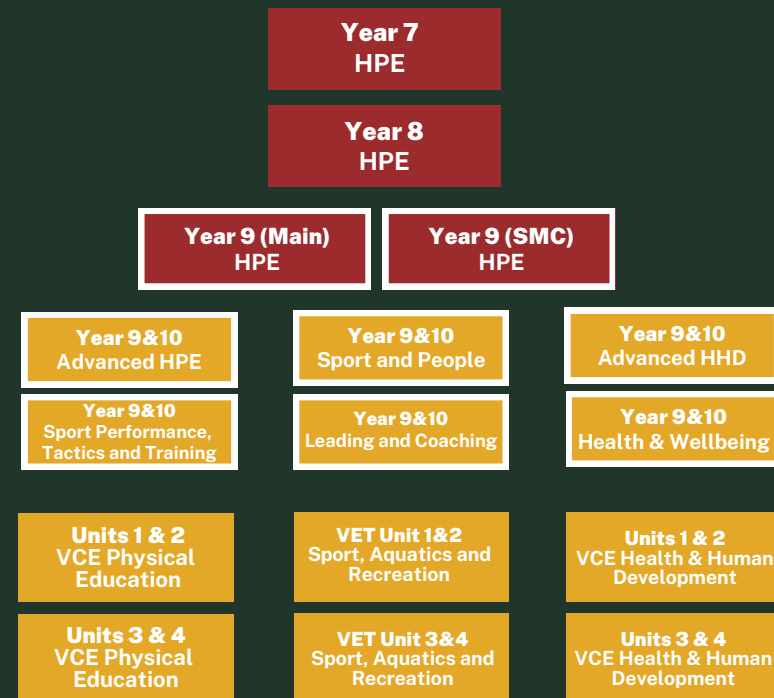 Year 7
HPE
Year 8
HPE
Year 9 (Main)
HPE
Year 9 (SMC)
HPE
Year 9&10
Advanced HPE
Year 9&10
Sport and People
Year 9&10
Advanced HHD
Year 9&10
Sport Performance,
Tactics and Training
Year 9&10
Leading and Coaching
Year 9&10
Health & Wellbeing
Units 1 & 2
VCE Physical
Education
VET Unit 1&2
Sport, Aquatics and
Recreation
Units 1 & 2
VCE Health & Human
Development
Units 3 & 4
VCE Physical
Education
VET Unit 3&4
Sport, Aquatics and
Recreation
Units 3 & 4
VCE Health & Human
Development